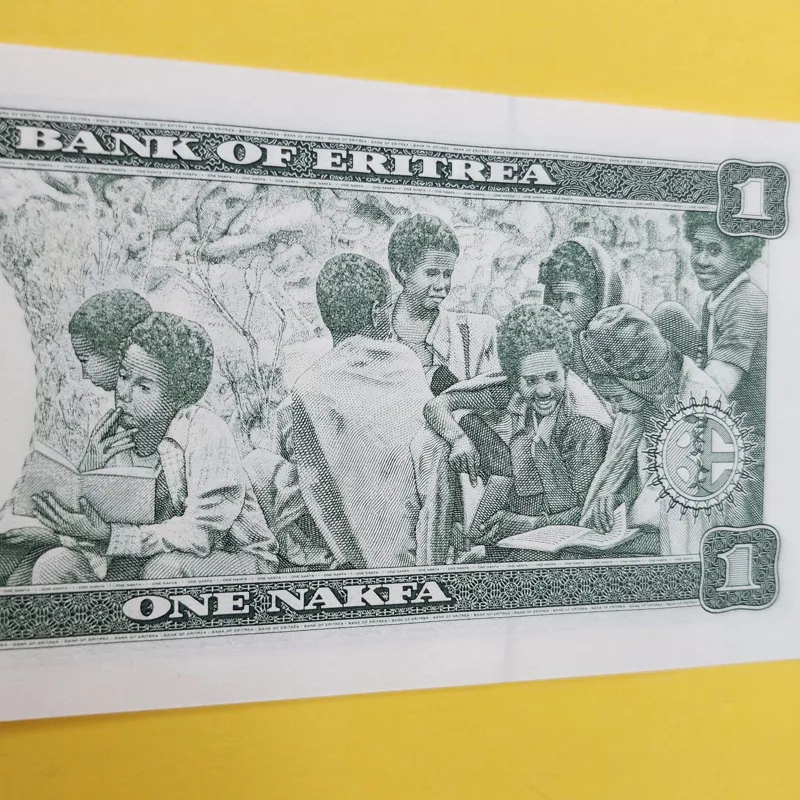 BANK OF ERITREA
1
ONE NAKFA
1